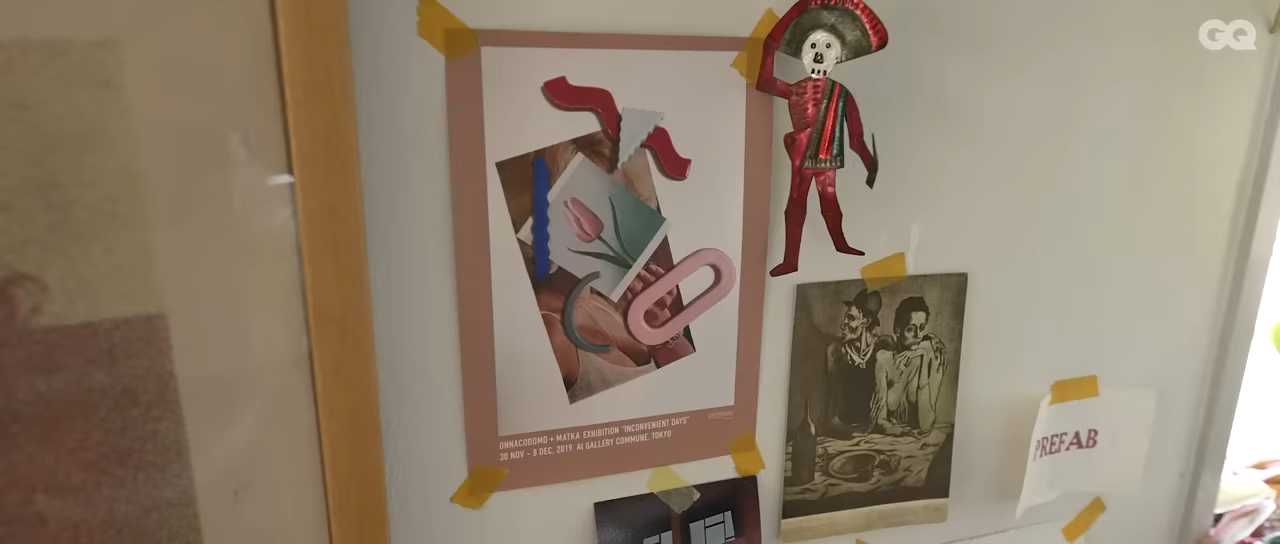 GQ
ONNACODOMO + MATKA EXHIBITION "INCONVENIENT DAYS"
30 NOV - 8 DEC, 2019 At GALLERY COMMUNE. TOKYO
PREFAB